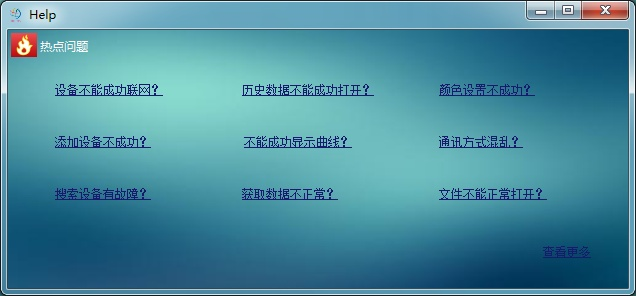 Help
热点问题
设备不能成功联网？ 历史数据不能成功打开？ 颜色设置不成功？
添加设备不成功？ 不能成功显示曲线？ 通讯方式混乱？
搜索设备有故障？ 获取数据不正常？ 文件不能正常打开？
查看更多